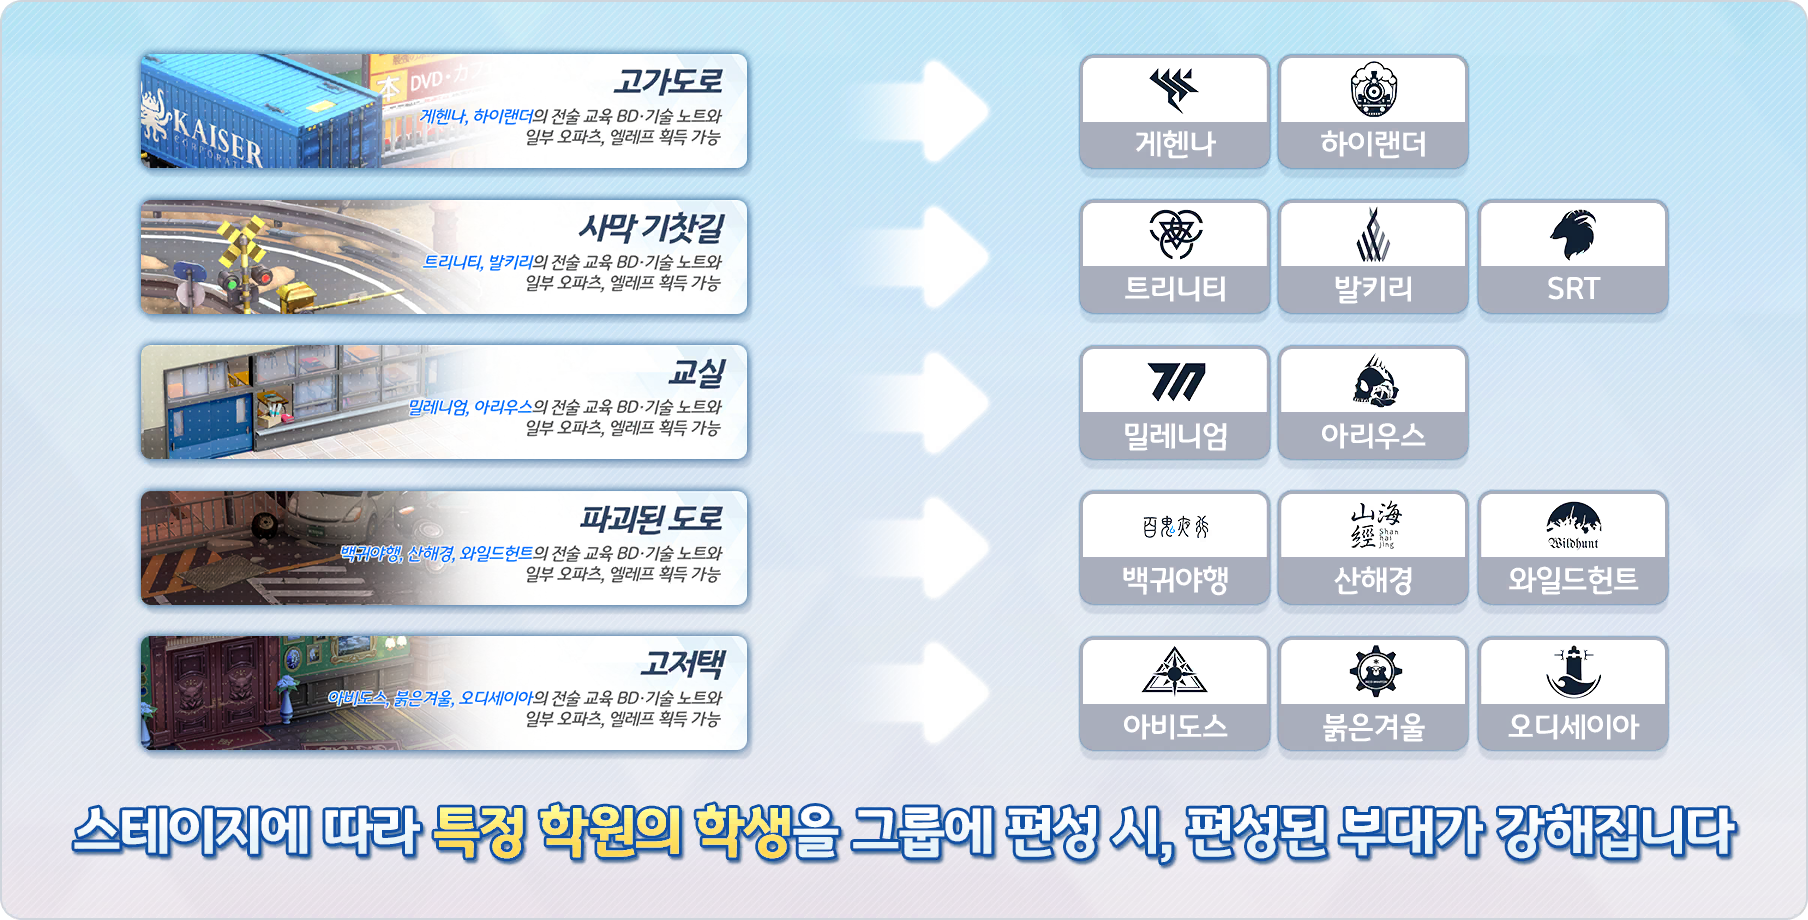 KAISER
CORPORATION
本 DVD・カ
고가도로
게헨나, 하이랜더의 전술 교육 BD·기술 노트와
일부 오파츠, 엘레프 획득 가능
게헨나
하이랜더
사막 기찻길
트리니티, 발키리의 전술 교육 BD·기술 노트와
일부 오파츠, 엘레프 획득 가능
트리니티
발키리
SRT
교실
밀레니엄, 아리우스의 전술 교육 BD·기술 노트와
일부 오파츠, 엘레프 획득 가능
밀레니엄
아리우스
파괴된 도로
백귀야행, 산해경, 와일드헌트의 전술 교육 BD·기술 노트와
일부 오파츠, 엘레프 획득 가능
百鬼夜行
백귀야행
山海
經
Shan
hai
jing
산해경
Wildhunt
와일드헌트
고저택
아비도스, 붉은겨울, 오디세이아의 전술 교육 BD·기술 노트와
일부 오파츠, 엘레프 획득 가능
아비도스
붉은겨울
오디세이아
스테이지에 따라 특정 학원의 학생을 그룹에 편성 시, 편성된 부대가 강해집니다